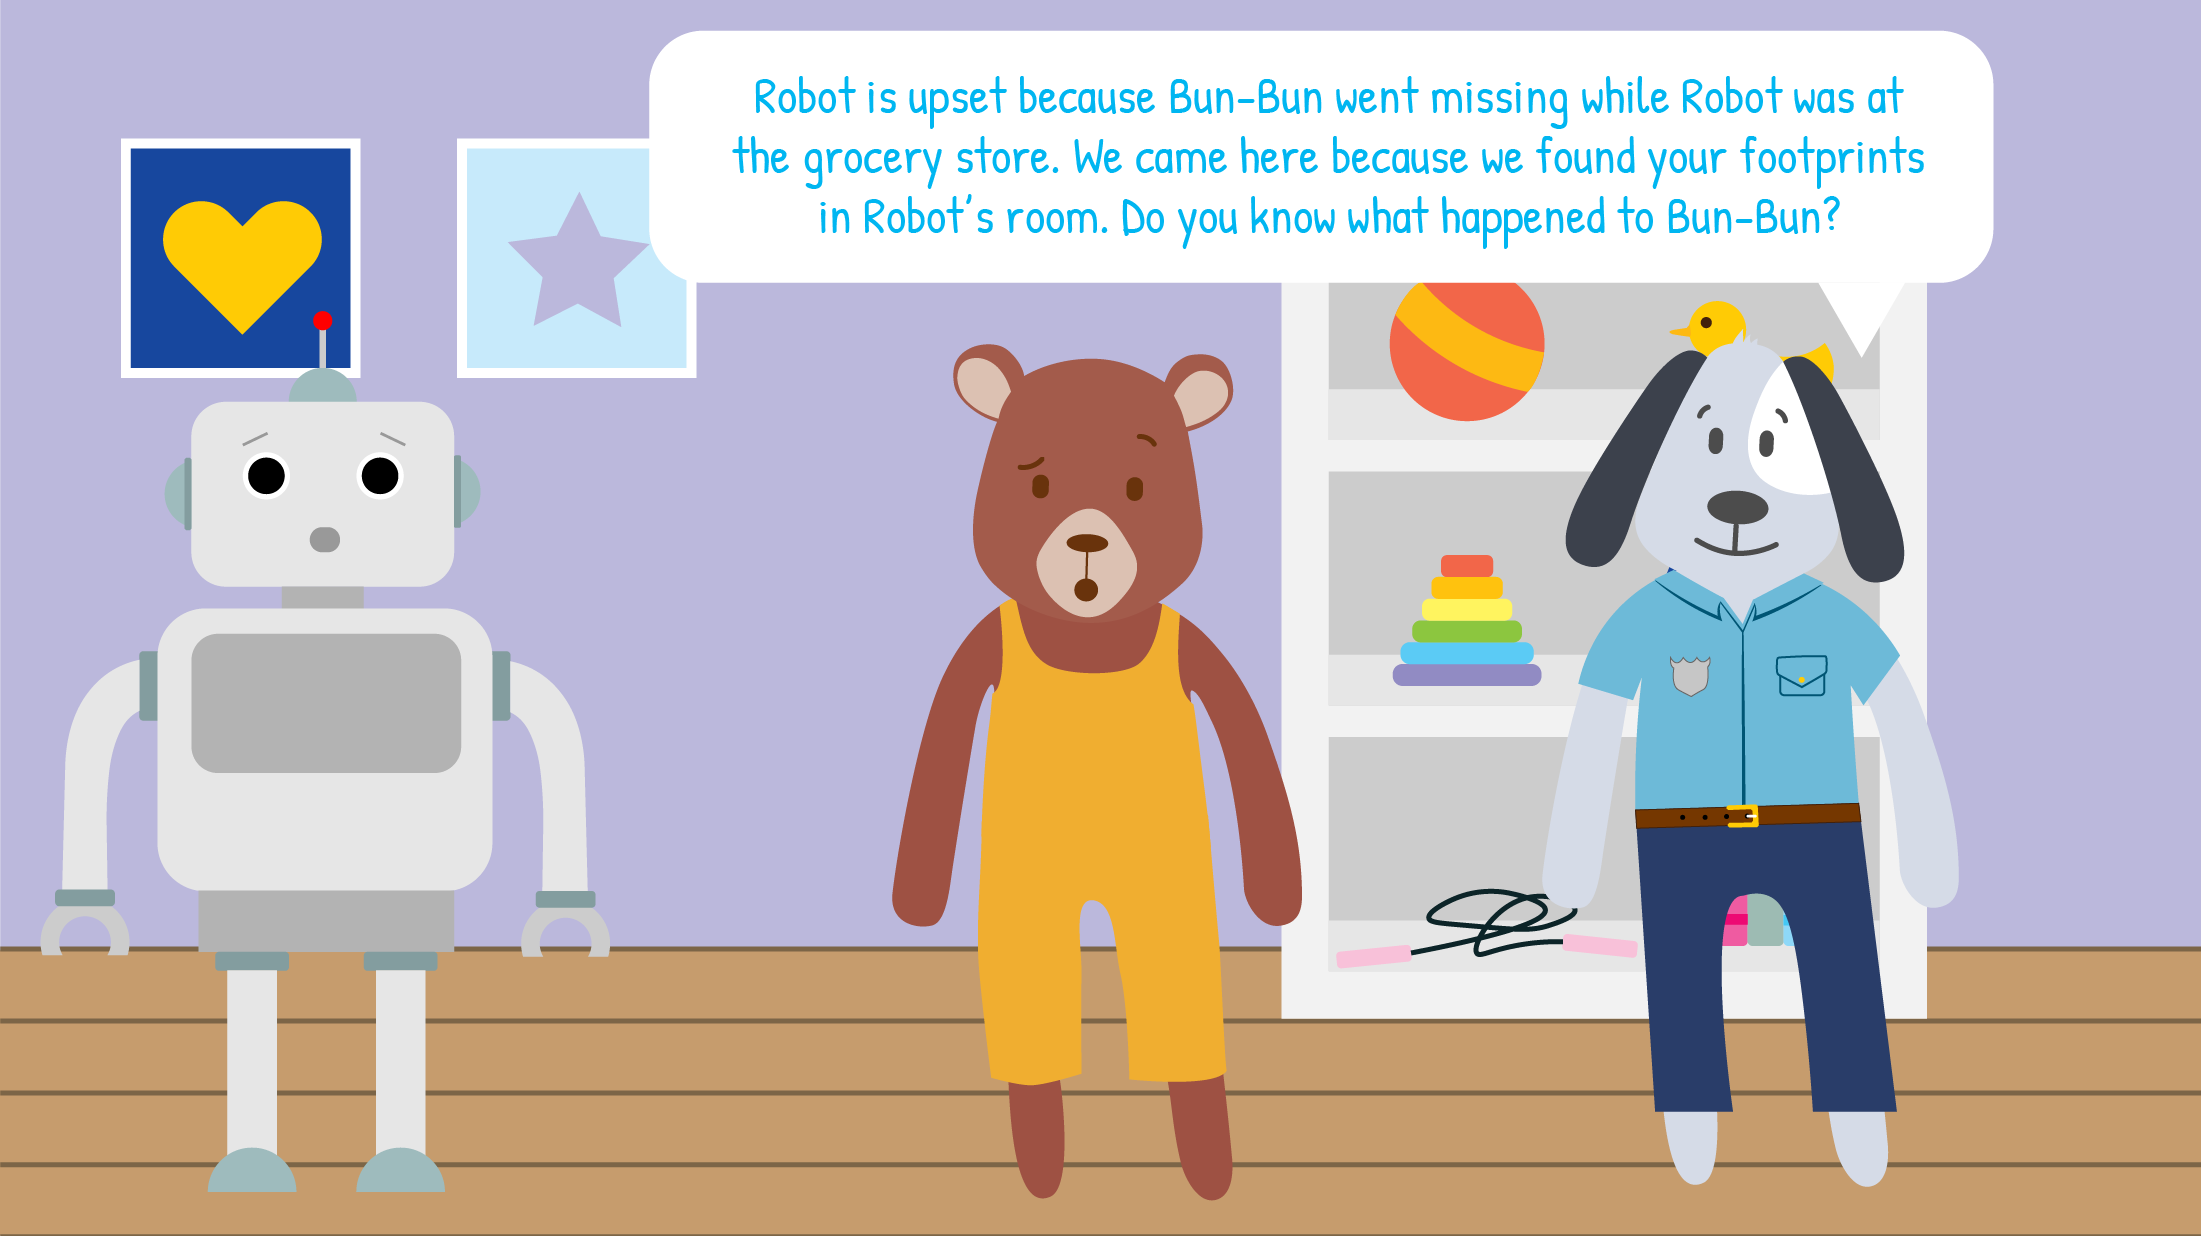 Robot is upset because Bun-Bun went missing while Robot was at
the grocery store. We came here because we found your footprints
in Robot's room. Do you know what happened to Bun-Bun?